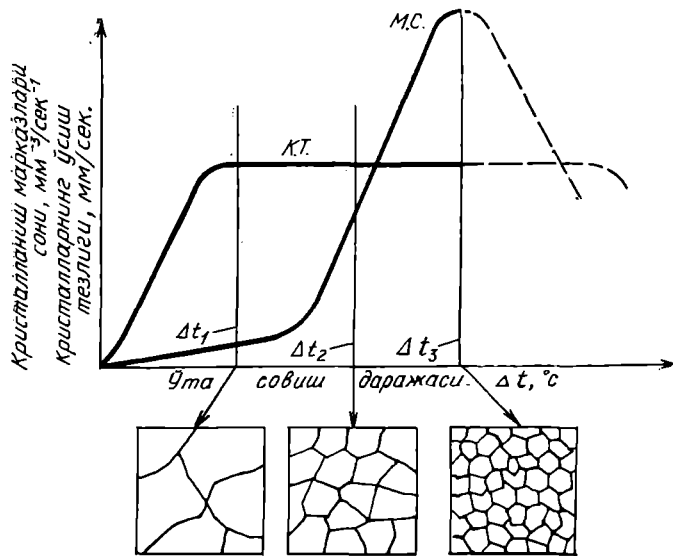 Кристалланиш марказлари
сони, мм⁻³/сек⁻¹
Кристалларнинг ўсиш
тезлиги, мм/сек.
М.С.
К.Т.
Δt₁
Δt₂
Δt₃
Ўта совиш даражаси. Δt, °С